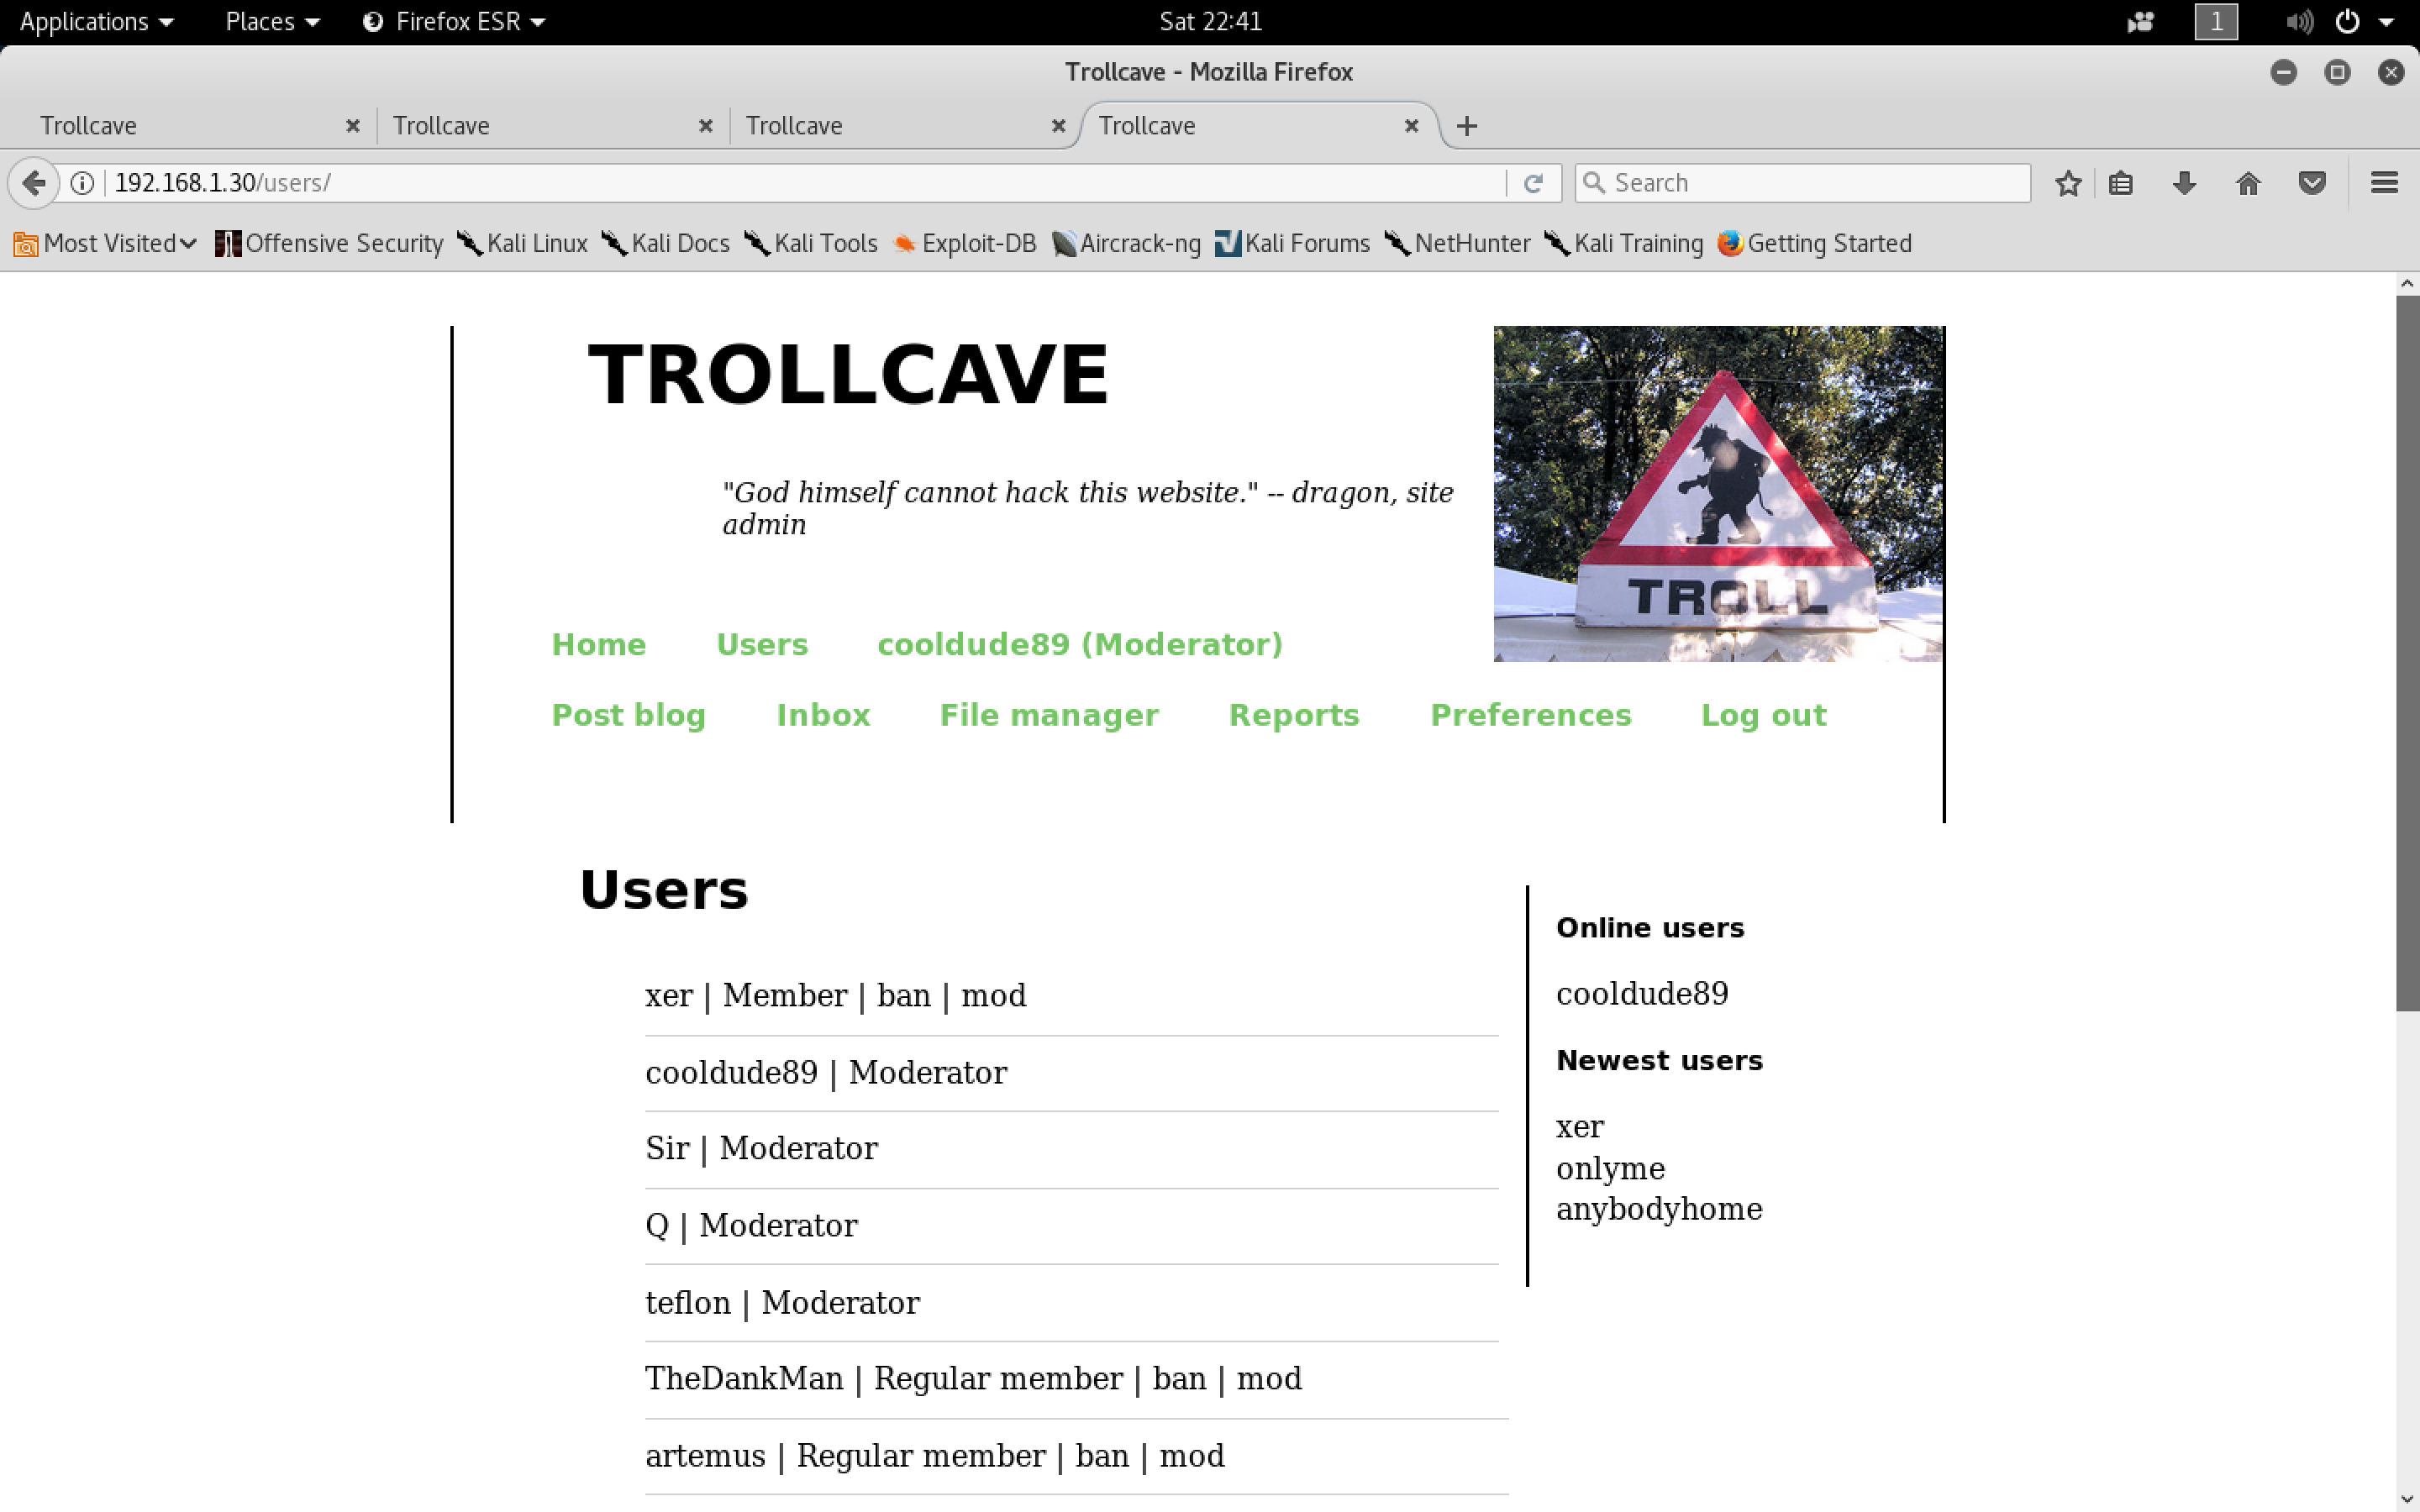 Applications Places Firefox ESR Sat 22:41 1
Trollcave - Mozilla Firefox
Trollcave Trollcave Trollcave Trollcave
192.168.1.30/users/ Search
Most Visited Offensive Security Kali Linux Kali Docs Kali Tools Exploit-DB Aircrack-ng Kali Forums NetHunter Kali Training Getting Started
TROLLCAVE
"God himself cannot hack this website." -- dragon, site
admin
TROLL
Home Users cooldude89 (Moderator)
Post blog Inbox File manager Reports Preferences Log out
Users
xer | Member | ban | mod
cooldude89 | Moderator
Sir | Moderator
Q | Moderator
teflon | Moderator
TheDankMan | Regular member | ban | mod
artemus | Regular member | ban | mod
Online users
cooldude89
Newest users
xer
onlyme
anybodyhome